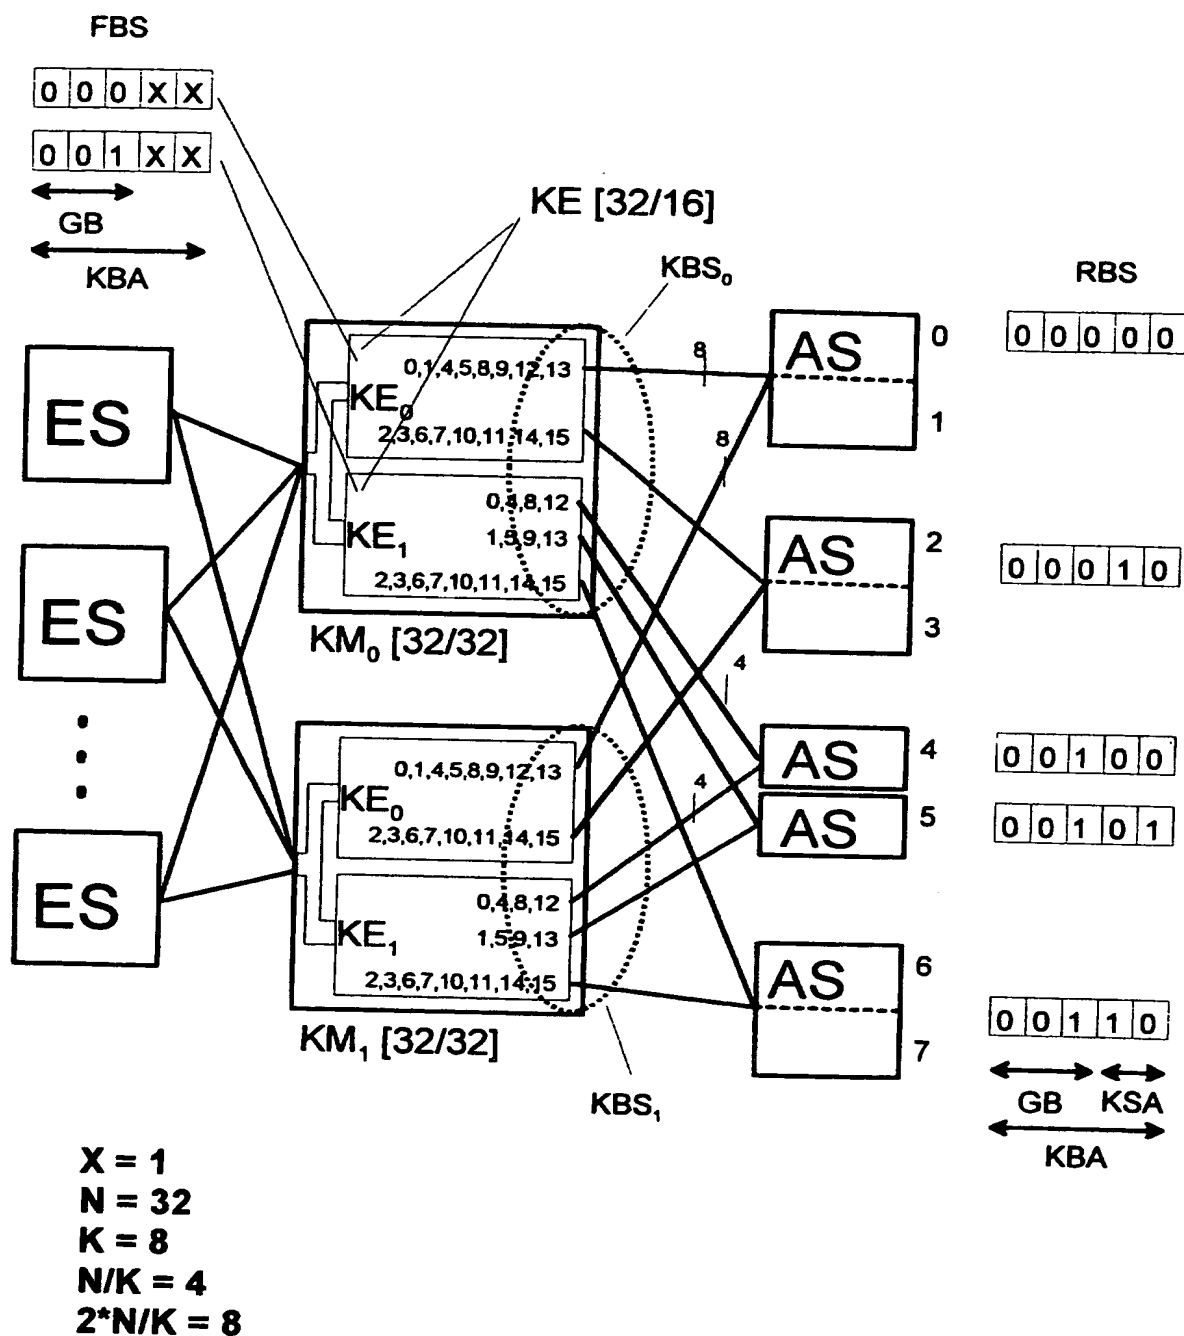 FBS
0 0 0 X X
0 0 1 X X
GB
KBA
KE [32/16]
KBS₀
RBS
ES
ES
ES
0,1,4,5,8,9,12,13
KE₀
2,3,6,7,10,11,14,15
0,4,8,12
KE₁
1,5,9,13
2,3,6,7,10,11,14,15
KM₀ [32/32]
0,1,4,5,8,9,12,13
KE₀
2,3,6,7,10,11,14,15
0,4,8,12
KE₁
1,5,9,13
2,3,6,7,10,11,14,15
KM₁ [32/32]
KBS₁
8
8
4
4
AS
0
1
0 0 0 0 0
AS
2
3
0 0 0 1 0
AS
4
0 0 1 0 0
AS
5
0 0 1 0 1
AS
6
7
0 0 1 1 0
GB
KSA
KBA
X = 1
N = 32
K = 8
N/K = 4
2*N/K = 8